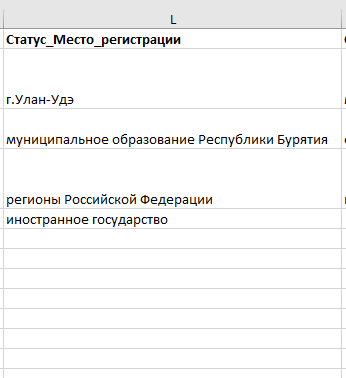 L
Статус_Место_регистрации
г.Улан-Удэ
муниципальное образование Республики Бурятия
регионы Российской Федерации
иностранное государство